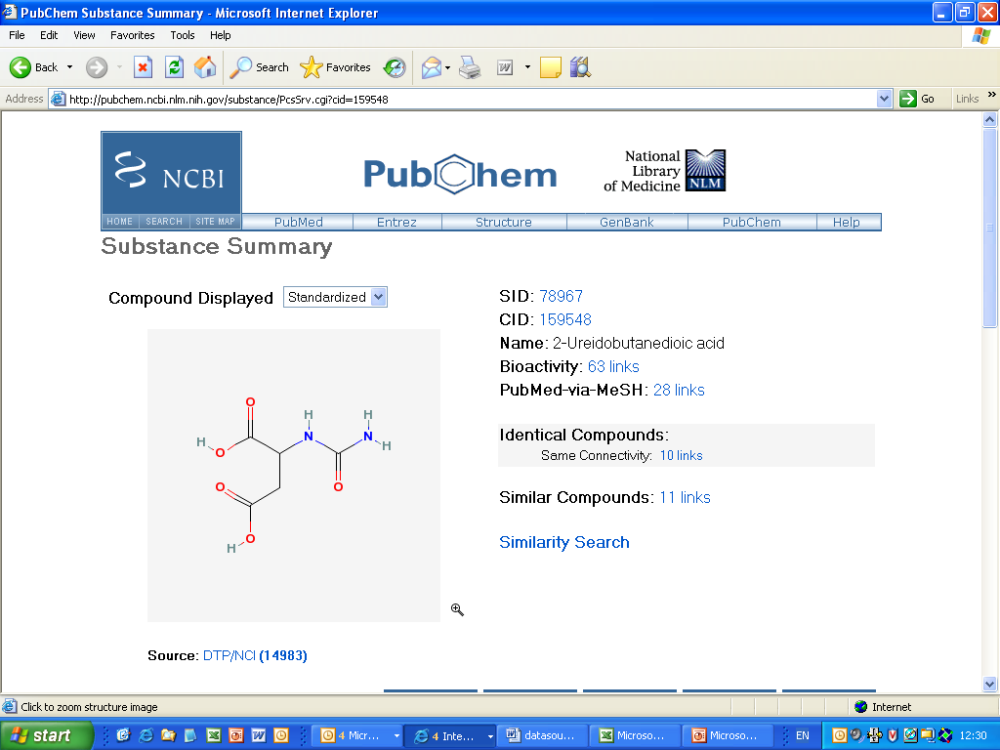 PubChem Substance Summary - Microsoft Internet Explorer
File Edit View Favorites Tools Help
Back Search Favorites W
Address http://pubchem.ncbi.nlm.nih.gov/substance/PcsSrv.cgi?cid=159548 Go Links »
NCBI
PubChem
National
Library
of Medicine
NLM
HOME SEARCH SITE MAP PubMed Entrez Structure GenBank PubChem Help
Substance Summary
Compound Displayed Standardized
SID: 78967
CID: 159548
Name: 2-Ureidobutanedioic acid
Bioactivity: 63 links
PubMed-via-MeSH: 28 links
Identical Compounds:
Same Connectivity: 10 links
Similar Compounds: 11 links
Similarity Search
O H H
H O N N H
O O
H O
Source: DTP/NCI (14983)
Click to zoom structure image Internet
start 4 Micr... 4 Inte... datasou... Microso... Microso... EN 12:30